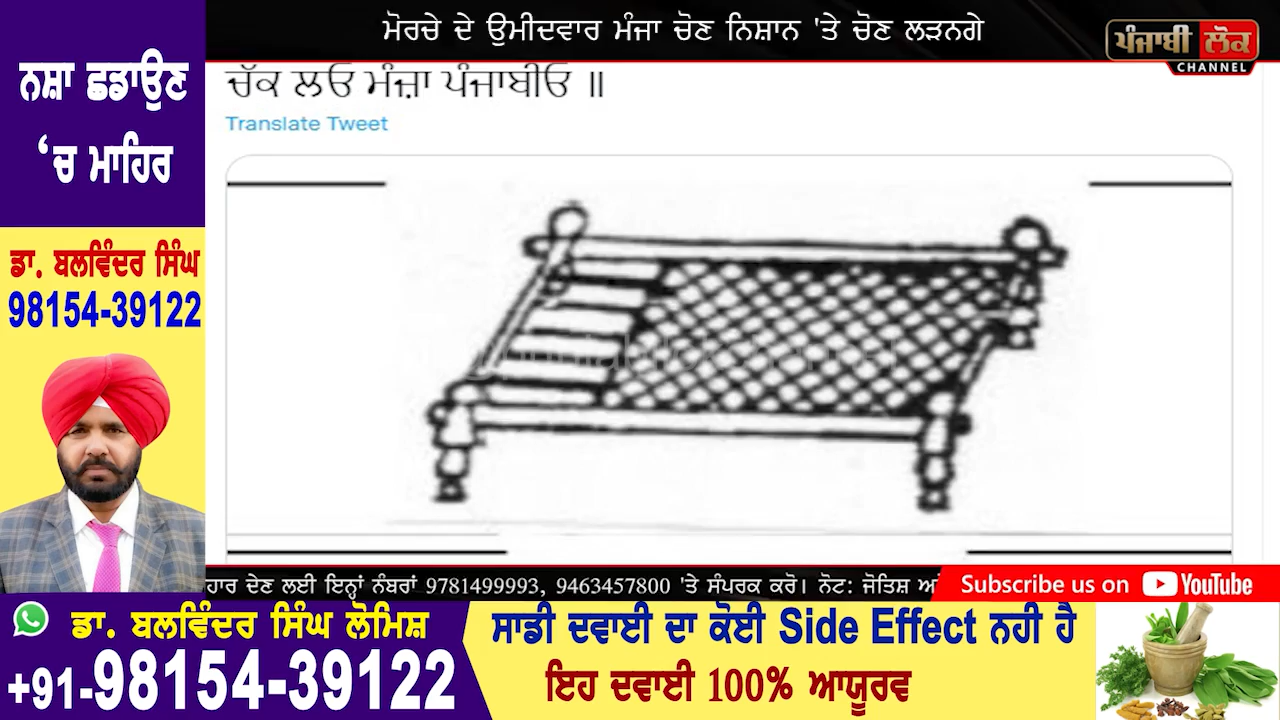 ਮੋਰਚੇ ਦੇ ਉਮੀਦਵਾਰ ਮੰਜਾ ਚੋਣ ਨਿਸ਼ਾਨ 'ਤੇ ਚੋਣ ਲੜਨਗੇ
ਪੰਜਾਬੀ ਲੋਕ
CHANNEL
ਨਸ਼ਾ ਛਡਾਉਣ
‘ਚ ਮਾਹਿਰ
ਡਾ. ਬਲਵਿੰਦਰ ਸਿੰਘ
98154-39122
ਚੱਕ ਲਓ ਮੰਜ਼ਾ ਪੰਜਾਬੀਓ ॥
Translate Tweet
ਹਾਰ ਦੇਣ ਲਈ ਇਨ੍ਹਾਂ ਨੰਬਰਾਂ 9781499993, 9463457800 'ਤੇ ਸੰਪਰਕ ਕਰੋ। ਨੋਟ: ਜੋਤਿਸ਼
Subscribe us on YouTube
ਡਾ. ਬਲਵਿੰਦਰ ਸਿੰਘ ਲੋਮਿਸ਼
+91-98154-39122
ਸਾਡੀ ਦਵਾਈ ਦਾ ਕੋਈ Side Effect ਨਹੀ ਹੈ
ਇਹ ਦਵਾਈ 100% ਆਯੂਰਵ